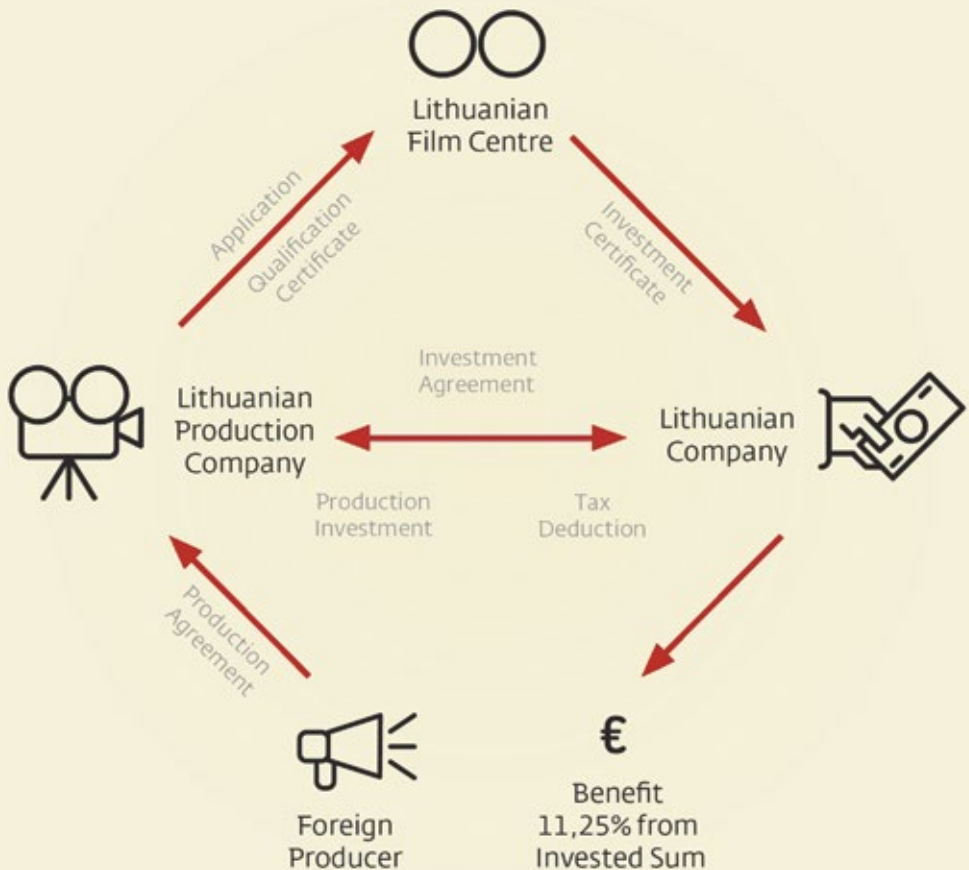 Lithuanian
Film Centre
Application
Qualification
Certificate
Investment
Certificate
Investment
Agreement
Lithuanian
Production
Company
Lithuanian
Company
Production
Investment
Tax
Deduction
Production
Agreement
€
Foreign
Producer
Benefit
11,25% from
Invested Sum